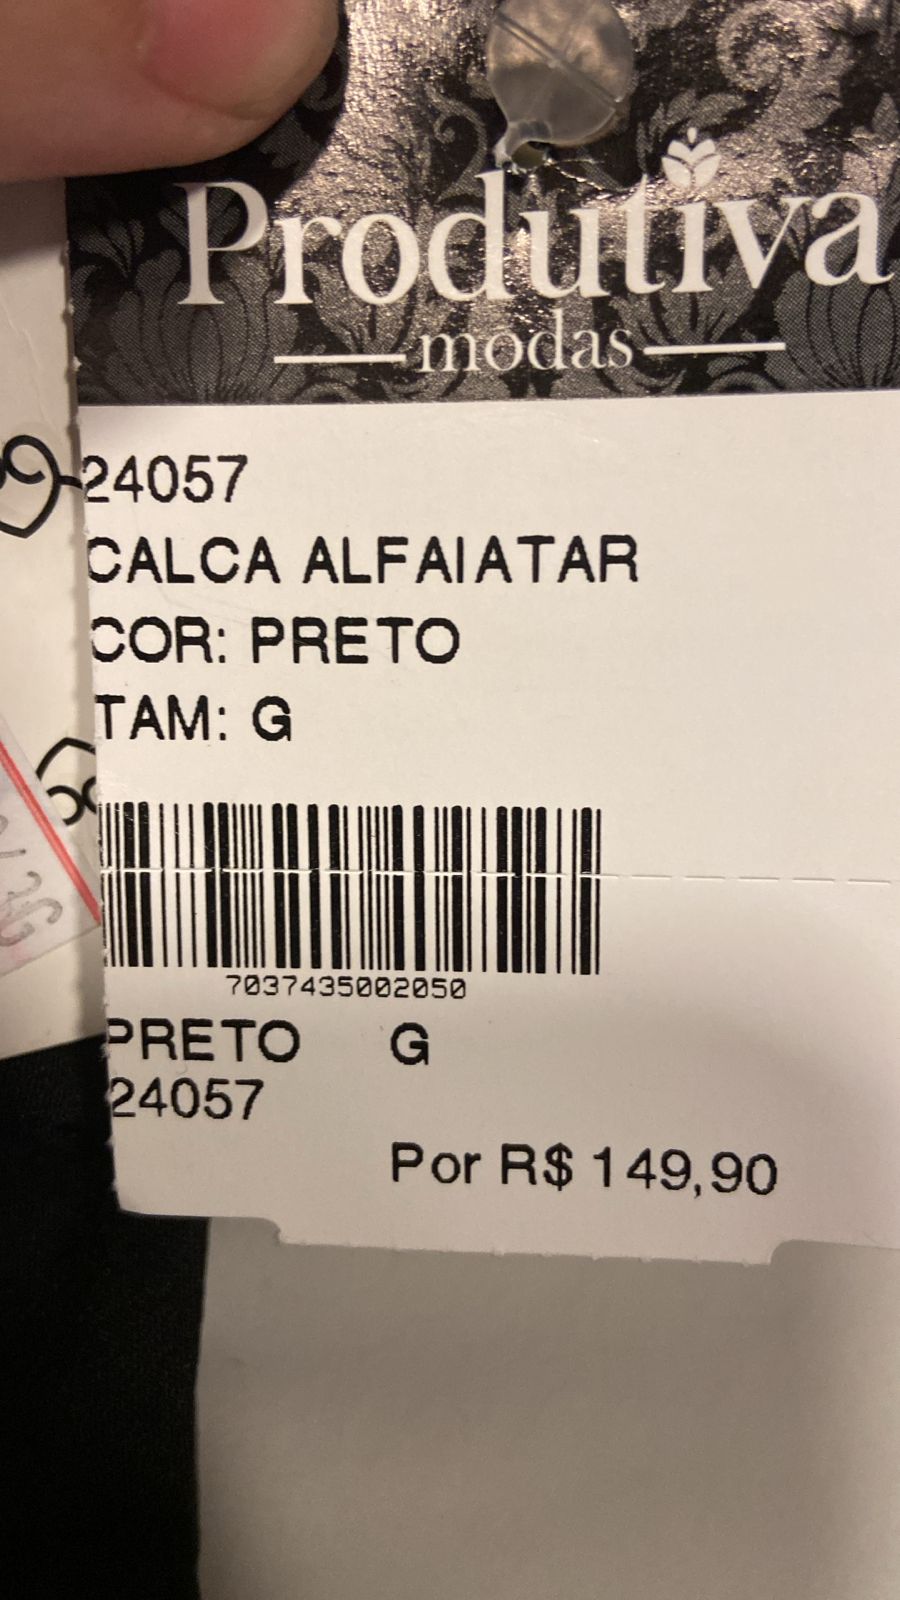 Produtiva
modas
24057
CALCA ALFAIATAR
COR: PRETO
TAM: G
7037435002050
PRETO G
24057
Por R$ 149,90